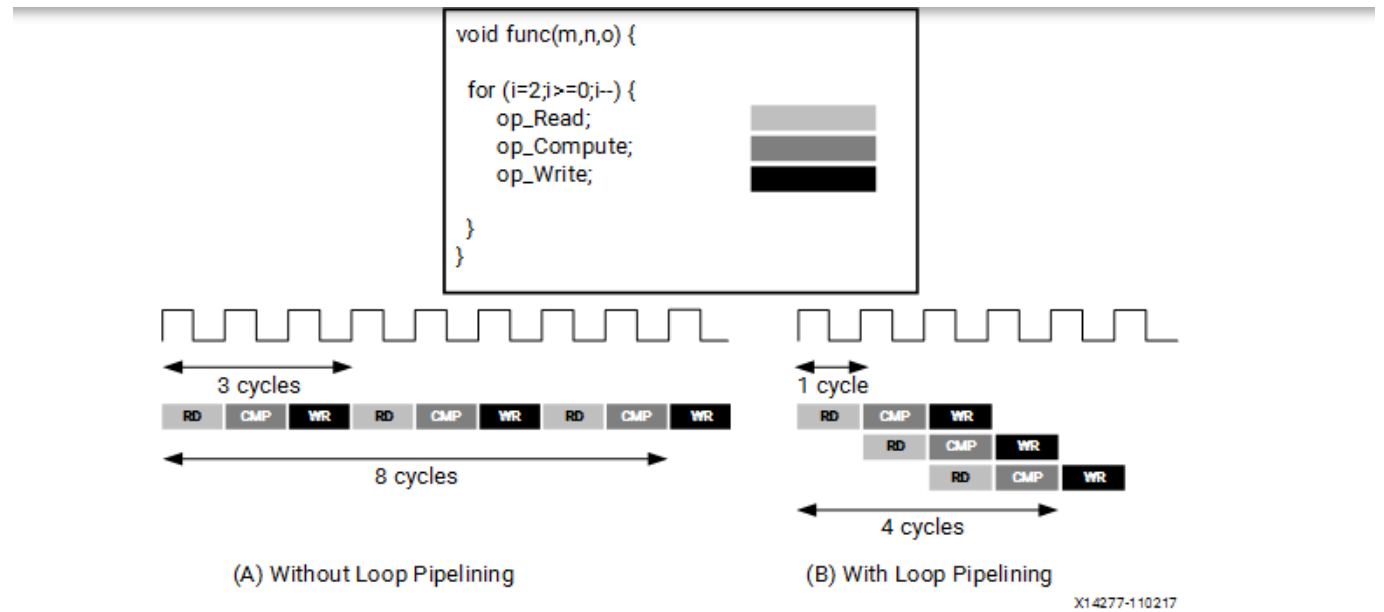 void func(m,n,o) {
for (i=2;i>=0;i--) {
op_Read;
op_Compute;
op_Write;
}
}
3 cycles
RD CMP WR RD CMP WR RD CMP WR
8 cycles
(A) Without Loop Pipelining
1 cycle
RD CMP WR
RD CMP WR
RD CMP WR
4 cycles
(B) With Loop Pipelining
X14277-110217